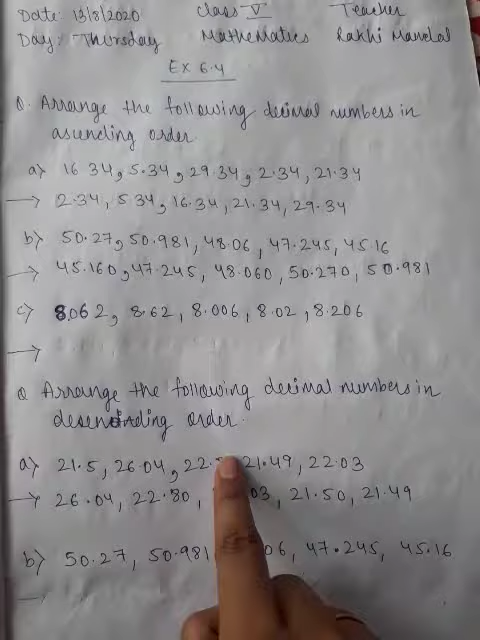 Date: 13/8/2020 Class V Teacher
Day: Thursday Mathematics Rakhi Mandal
Ex 6.4
Q. Arrange the following decimal numbers in
ascending order.
a) 16 34, 5.34, 29.34, 2.34, 21.34
→ 2.34, 5 34, 16.34, 21.34, 29.34
b) 50.27, 50.981, 48.06, 47.245, 45.16
→ 45.160, 47.245, 48.060, 50.270, 50.981
c) 8.062, 8.62, 8.006, 8.02, 8.206
→
Q Arrange the following decimal numbers in
descending order.
a) 21.5, 26.04, 22. 21.49, 22.03
→ 26.04, 22.80, 03, 21.50, 21.49
b) 50.27, 50.981 06, 47.245, 45.16
→